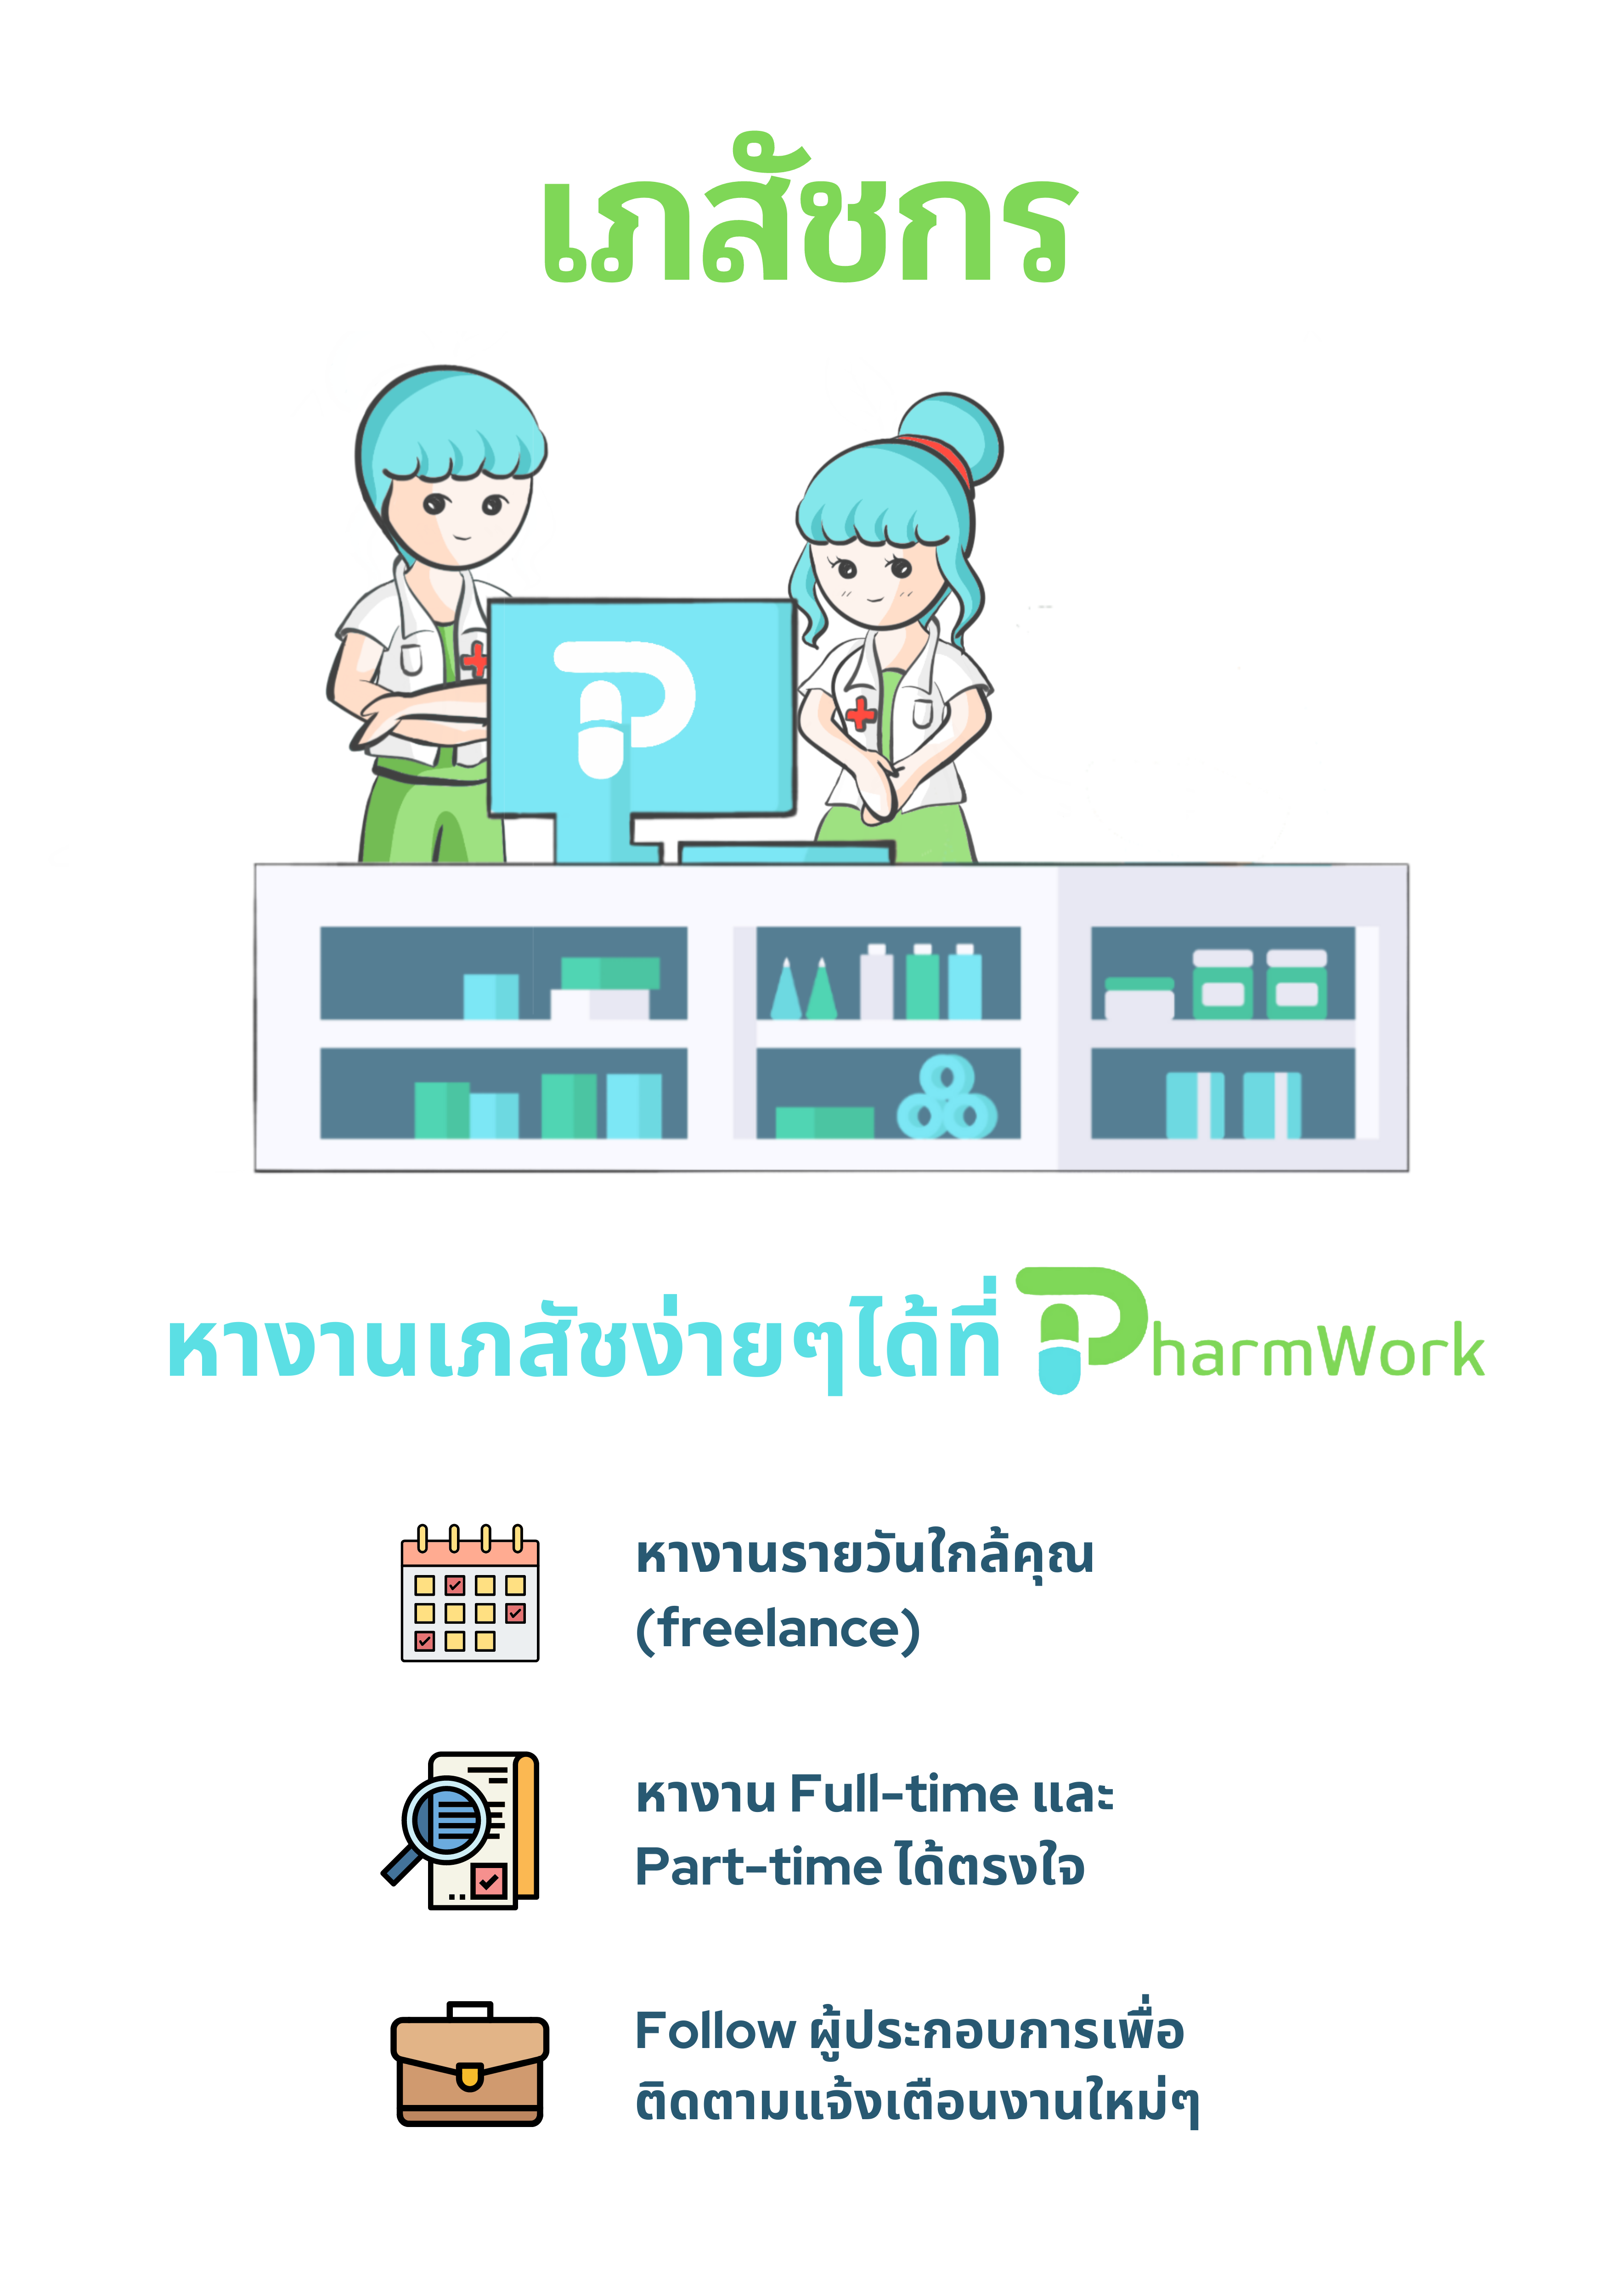 เภสัชกร
หางานเภสัชง่ายๆได้ที่ PharmWork
หางานรายวันใกล้คุณ
(freelance)
หางาน Full-time และ
Part-time ได้ตรงใจ
Follow ผู้ประกอบการเพื่อ
ติดตามแจ้งเตือนงานใหม่ๆ